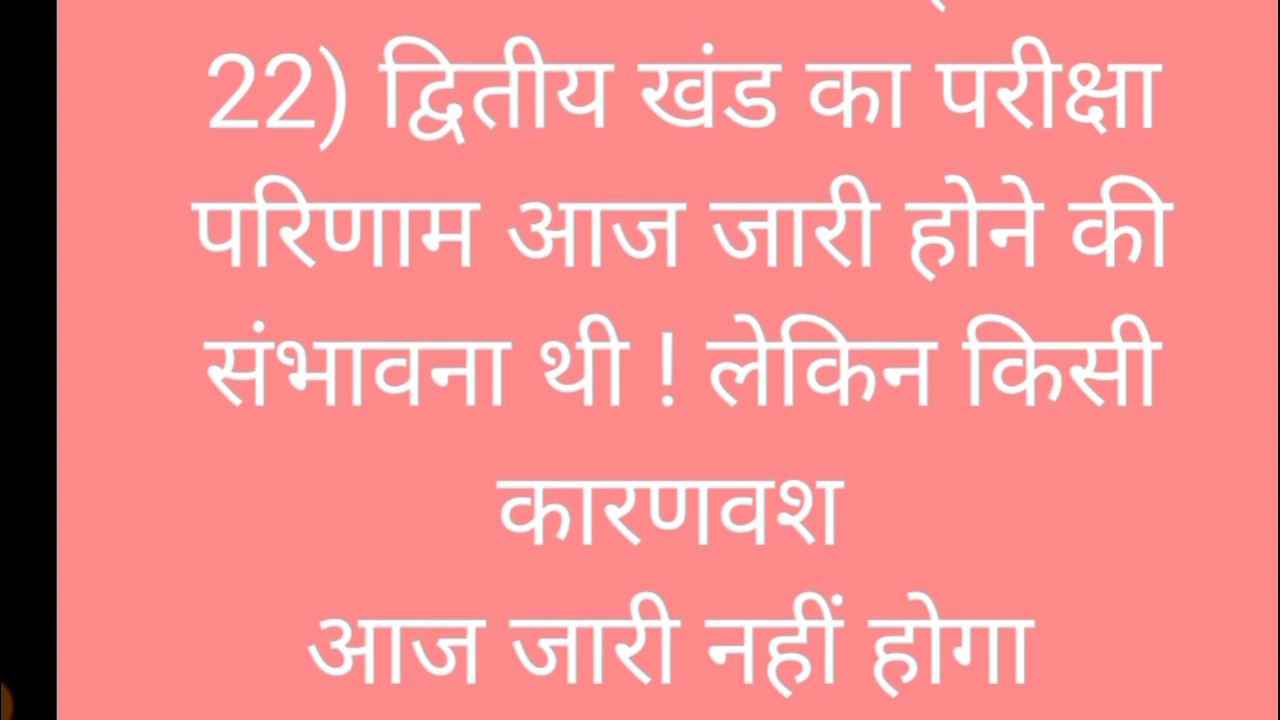 22) द्वितीय खंड का परीक्षा
परिणाम आज जारी होने की
संभावना थी ! लेकिन किसी
कारणवश
आज जारी नहीं होगा